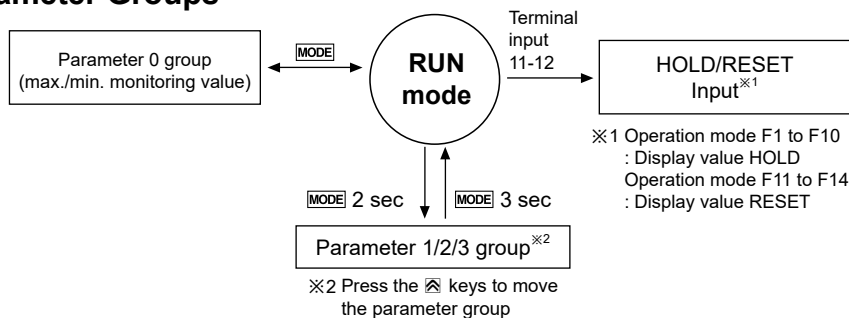 ameter Groups
Parameter 0 group
(max./min. monitoring value)
MODE
RUN
mode
Terminal
input
11-12
HOLD/RESET
Input※1
※1 Operation mode F1 to F10
: Display value HOLD
Operation mode F11 to F14
: Display value RESET
MODE 2 sec
MODE 3 sec
Parameter 1/2/3 group※2
※2 Press the keys to move
the parameter group